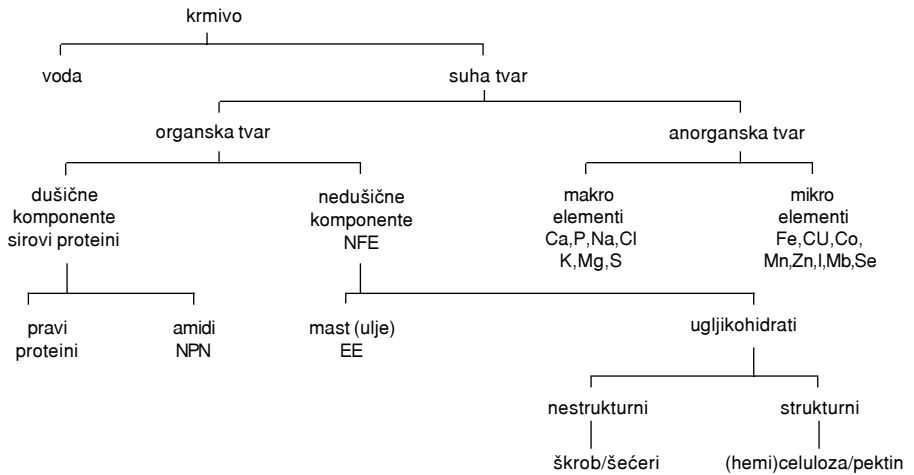 krmivo
voda
suha tvar
organska tvar
anorganska tvar
dušične
komponente
sirovi proteini
nedušične
komponente
NFE
makro
elementi
Ca,P,Na,Cl
K,Mg,S
mikro
elementi
Fe,CU,Co,
Mn,Zn,I,Mb,Se
pravi
proteini
amidi
NPN
mast (ulje)
EE
ugljikohidrati
nestrukturni
strukturni
škrob/šećeri
(hemi)celuloza/pektin